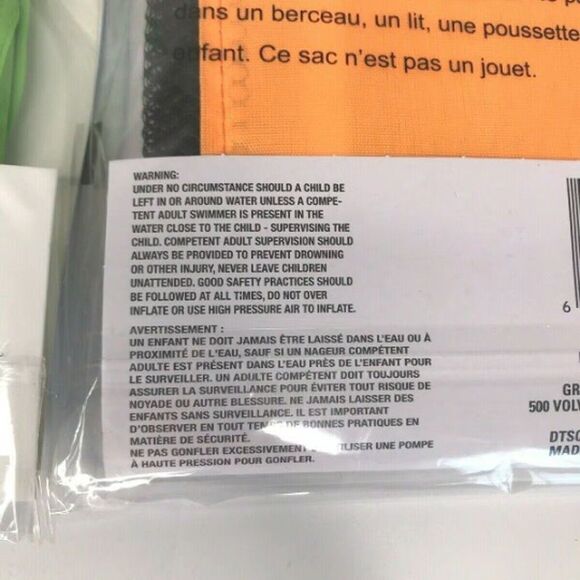 dans un berceau, un lit, une poussette
enfant. Ce sac n'est pas un jouet.
WARNING:
UNDER NO CIRCUMSTANCE SHOULD A CHILD BE
LEFT IN OR AROUND WATER UNLESS A COMPE-
TENT ADULT SWIMMER IS PRESENT IN THE
WATER CLOSE TO THE CHILD - SUPERVISING THE
CHILD. COMPETENT ADULT SUPERVISION SHOULD
ALWAYS BE PROVIDED TO PREVENT DROWNING
OR OTHER INJURY, NEVER LEAVE CHILDREN
UNATTENDED. GOOD SAFETY PRACTICES SHOULD
BE FOLLOWED AT ALL TIMES, DO NOT OVER
INFLATE OR USE HIGH PRESSURE AIR TO INFLATE.
AVERTISSEMENT :
UN ENFANT NE DOIT JAMAIS ÊTRE LAISSÉ DANS L'EAU OU À
PROXIMITÉ DE L'EAU, SAUF SI UN NAGEUR COMPÉTENT
ADULTE EST PRÉSENT DANS L'EAU PRÈS DE L'ENFANT POUR
LE SURVEILLER. UN ADULTE COMPÉTENT DOIT TOUJOURS
ASSURER LA SURVEILLANCE POUR ÉVITER TOUT RISQUE DE
NOYADE OU AUTRE BLESSURE. NE JAMAIS LAISSER DES
ENFANTS SANS SURVEILLANCE. IL EST IMPORTANT
D'OBSERVER EN TOUT TEMPS DE BONNES PRATIQUES EN
MATIÈRE DE SÉCURITÉ.
NE PAS GONFLER EXCESSIVEMENT UTILISER UNE POMPE
À HAUTE PRESSION POUR GONFLER.
6
GR
500 VOLV
DTSC
MAD